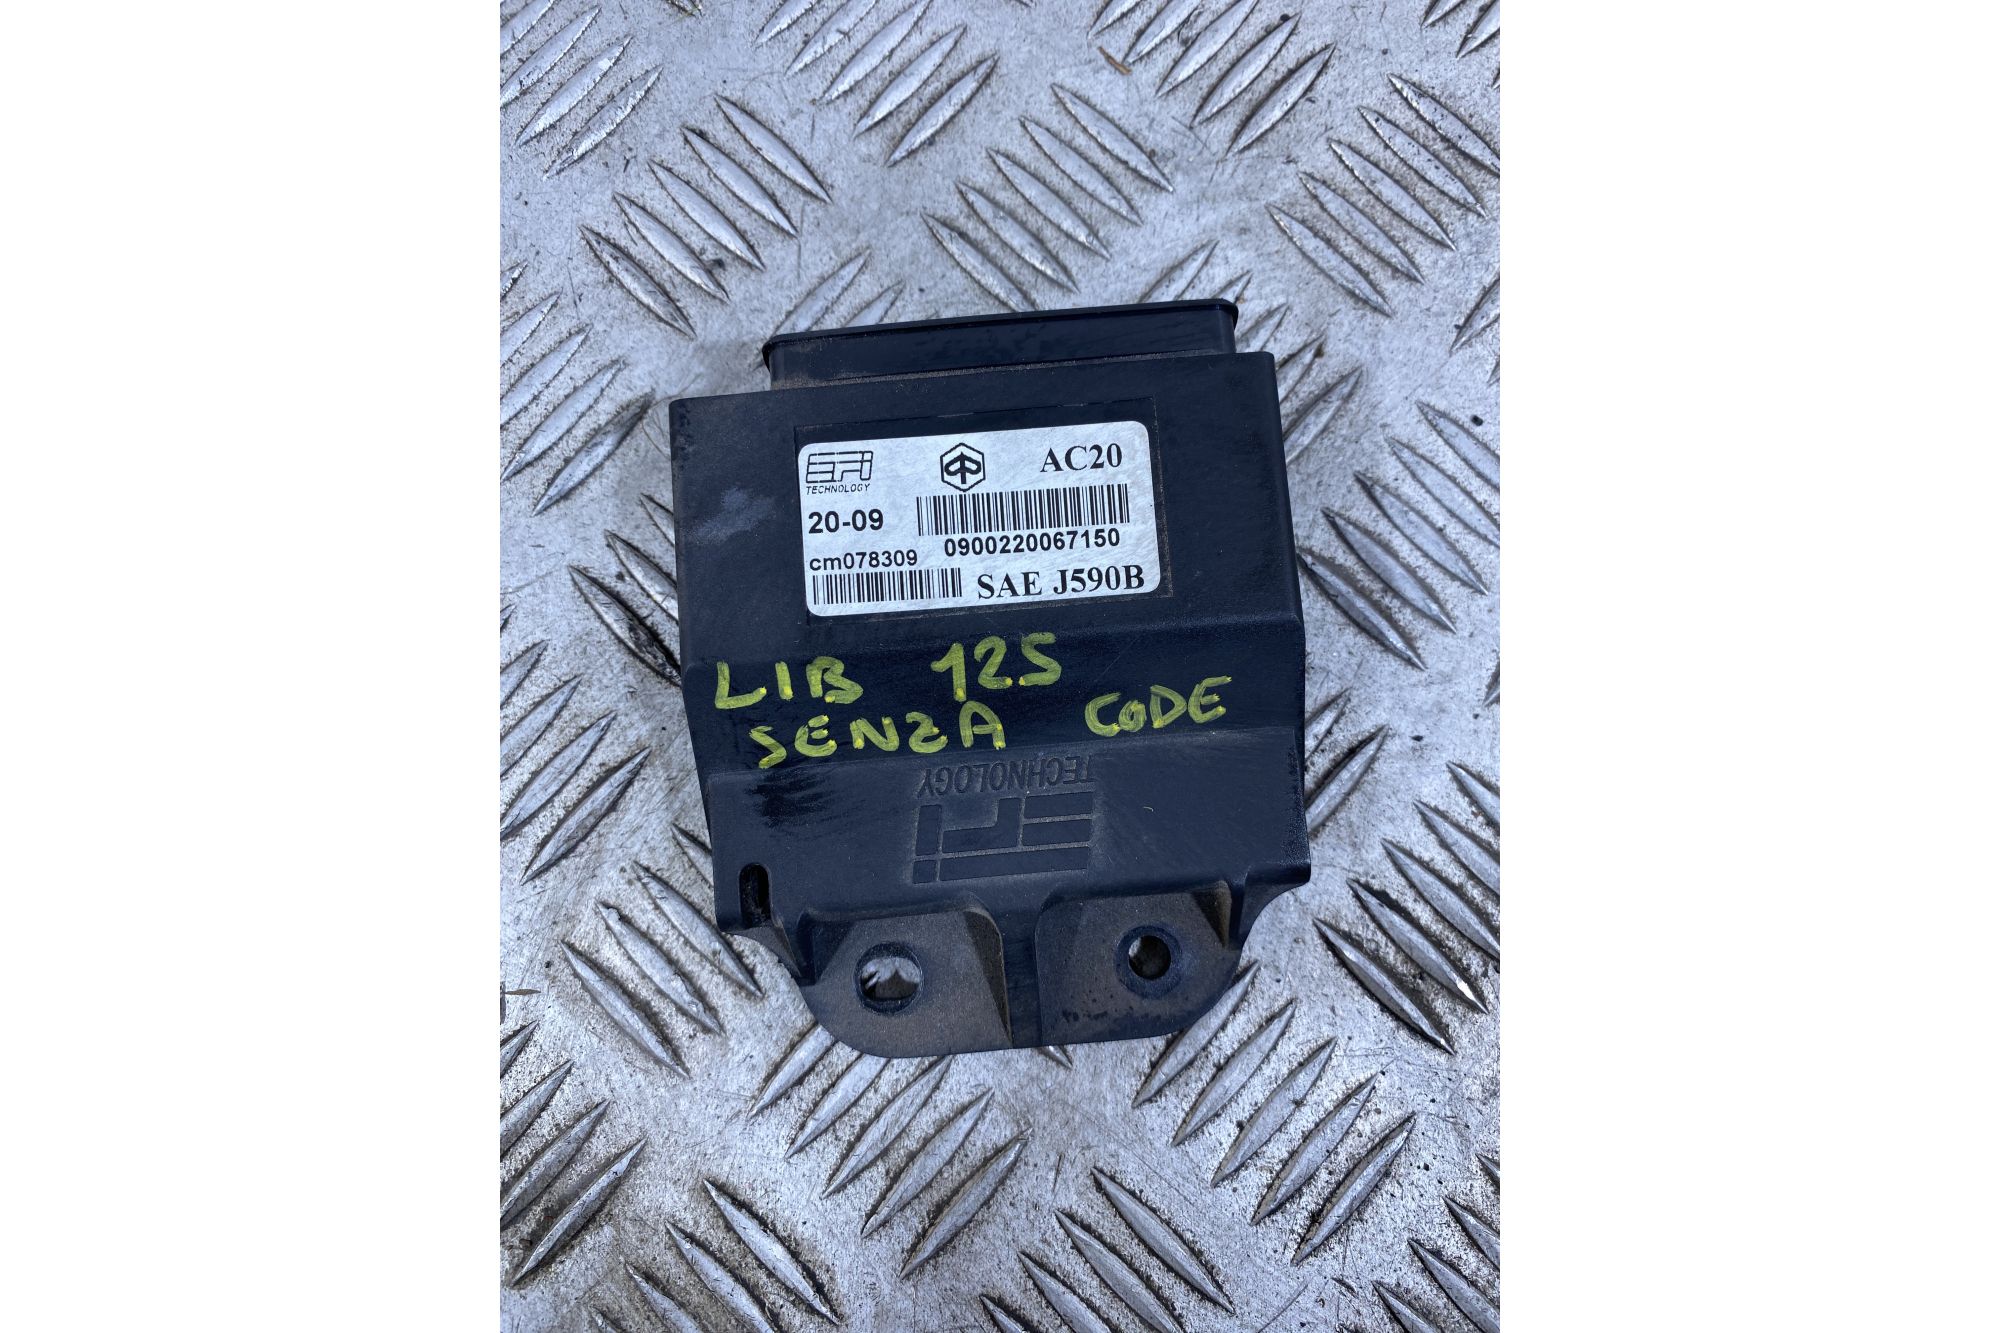 EFI AC20
TECHNOLOGY
20-09
cm078309 0900220067150
SAE J590B
LIB 125
SENZA CODE
TECHNOLOGY
EFI